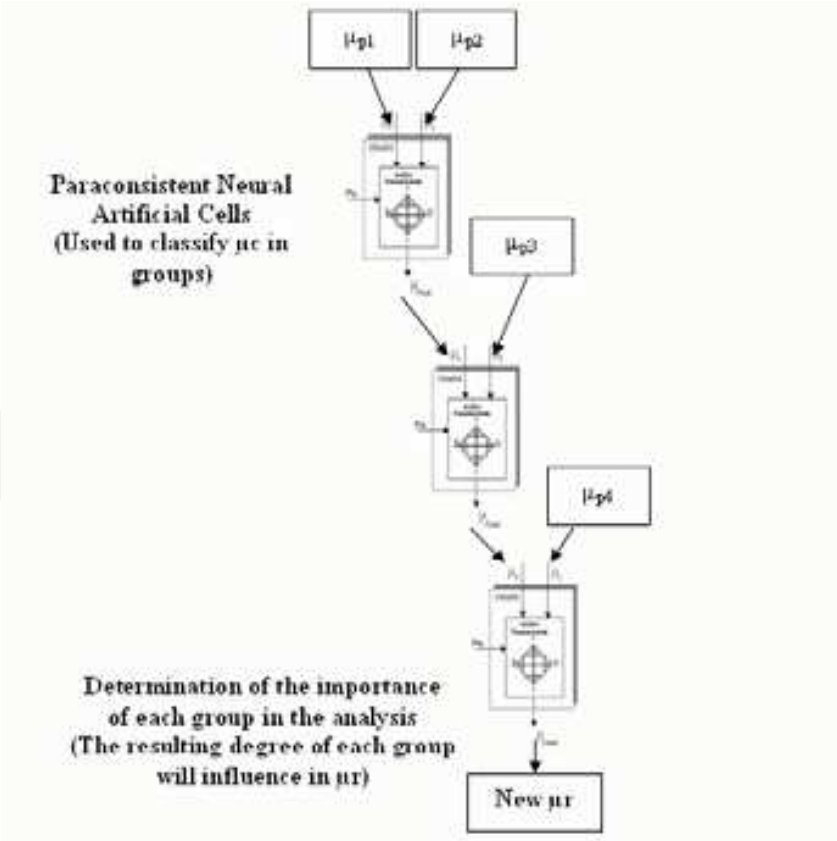 μp1
μp2
Paraconsistent Neural
Artificial Cells
(Used to classify μc in
groups)
μp3
μp4
Determination of the importance
of each group in the analysis
(The resulting degree of each group
will influence in μr)
New μr